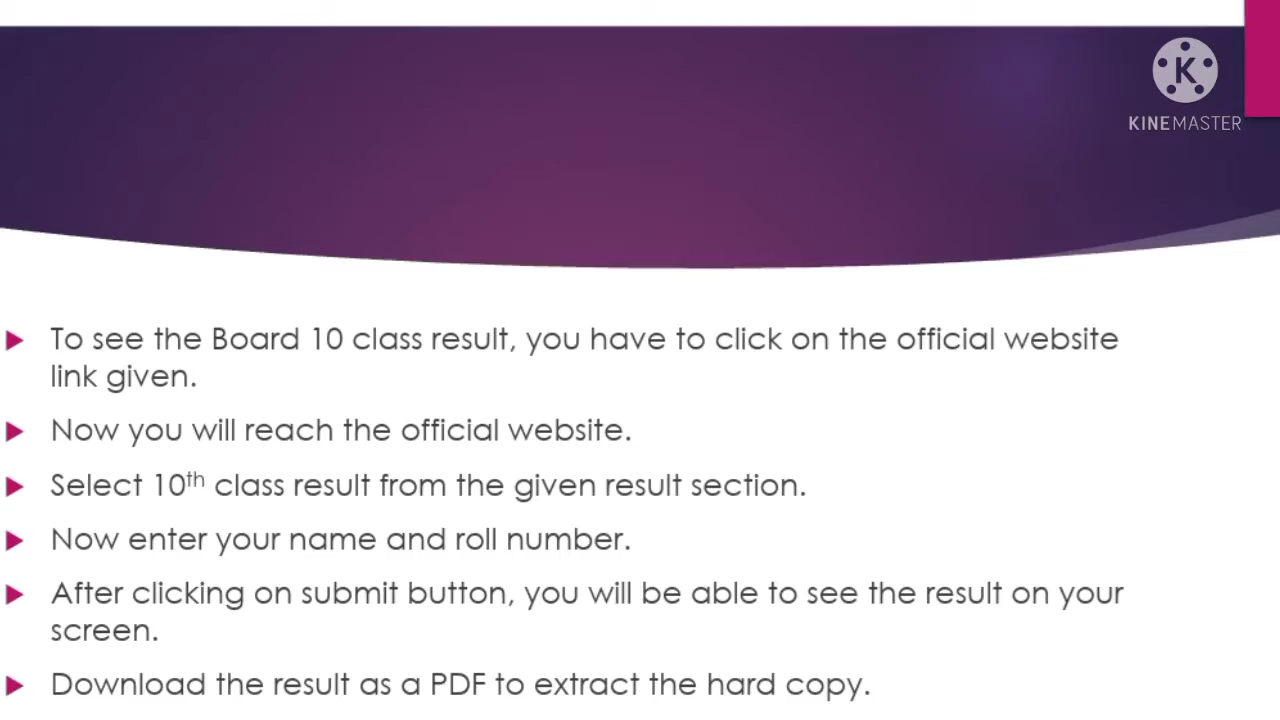 K
KINEMASTER
To see the Board 10 class result, you have to click on the official website
link given.
Now you will reach the official website.
Select 10th class result from the given result section.
Now enter your name and roll number.
After clicking on submit button, you will be able to see the result on your
screen.
Download the result as a PDF to extract the hard copy.